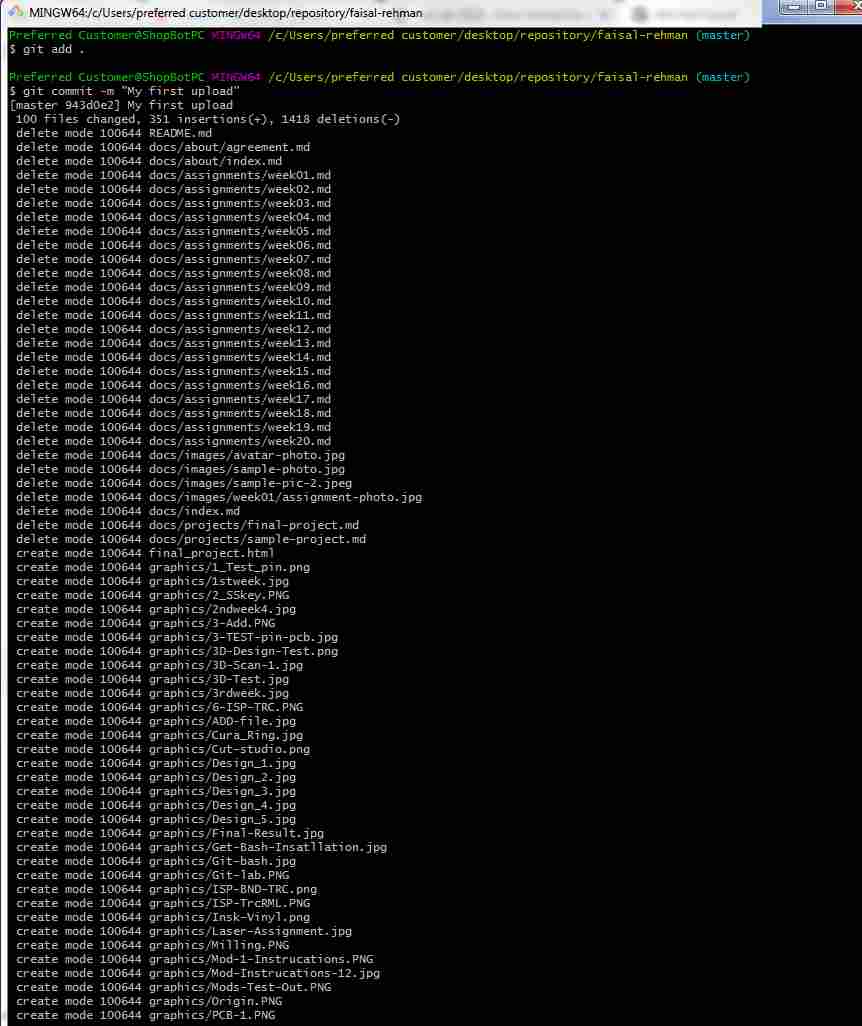 MINGW64:/c/Users/preferred customer/desktop/repository/faisal-rehman
Preferred Customer@ShopBotPC MINGW64 /c/Users/preferred customer/desktop/repository/faisal-rehman (master)
$ git add .
Preferred Customer@ShopBotPC MINGW64 /c/Users/preferred customer/desktop/repository/faisal-rehman (master)
$ git commit -m "My first upload"
[master 943d0e2] My first upload
100 files changed, 351 insertions(+), 1418 deletions(-)
delete mode 100644 README.md
delete mode 100644 docs/about/agreement.md
delete mode 100644 docs/about/index.md
delete mode 100644 docs/assignments/week01.md
delete mode 100644 docs/assignments/week02.md
delete mode 100644 docs/assignments/week03.md
delete mode 100644 docs/assignments/week04.md
delete mode 100644 docs/assignments/week05.md
delete mode 100644 docs/assignments/week06.md
delete mode 100644 docs/assignments/week07.md
delete mode 100644 docs/assignments/week08.md
delete mode 100644 docs/assignments/week09.md
delete mode 100644 docs/assignments/week10.md
delete mode 100644 docs/assignments/week11.md
delete mode 100644 docs/assignments/week12.md
delete mode 100644 docs/assignments/week13.md
delete mode 100644 docs/assignments/week14.md
delete mode 100644 docs/assignments/week15.md
delete mode 100644 docs/assignments/week16.md
delete mode 100644 docs/assignments/week17.md
delete mode 100644 docs/assignments/week18.md
delete mode 100644 docs/assignments/week19.md
delete mode 100644 docs/assignments/week20.md
delete mode 100644 docs/images/avatar-photo.jpg
delete mode 100644 docs/images/sample-photo.jpg
delete mode 100644 docs/images/sample-pic-2.jpeg
delete mode 100644 docs/images/week01/assignment-photo.jpg
delete mode 100644 docs/index.md
delete mode 100644 docs/projects/final-project.md
delete mode 100644 docs/projects/sample-project.md
create mode 100644 final_project.html
create mode 100644 graphics/1_Test_pin.png
create mode 100644 graphics/1stweek.jpg
create mode 100644 graphics/2_SSkey.PNG
create mode 100644 graphics/2ndweek4.jpg
create mode 100644 graphics/3-Add.PNG
create mode 100644 graphics/3-TEST-pin-pcb.jpg
create mode 100644 graphics/3D-Design-Test.png
create mode 100644 graphics/3D-Scan-1.jpg
create mode 100644 graphics/3D-Test.jpg
create mode 100644 graphics/3rdweek.jpg
create mode 100644 graphics/6-ISP-TRC.PNG
create mode 100644 graphics/ADD-file.jpg
create mode 100644 graphics/Cura_Ring.jpg
create mode 100644 graphics/Cut-studio.png
create mode 100644 graphics/Design_1.jpg
create mode 100644 graphics/Design_2.jpg
create mode 100644 graphics/Design_3.jpg
create mode 100644 graphics/Design_4.jpg
create mode 100644 graphics/Design_5.jpg
create mode 100644 graphics/Final-Result.jpg
create mode 100644 graphics/Get-Bash-Insatllation.jpg
create mode 100644 graphics/Git-bash.jpg
create mode 100644 graphics/Git-lab.PNG
create mode 100644 graphics/ISP-BND-TRC.png
create mode 100644 graphics/ISP-TrcRML.PNG
create mode 100644 graphics/Insk-Vinyl.png
create mode 100644 graphics/Laser-Assignment.jpg
create mode 100644 graphics/Milling.PNG
create mode 100644 graphics/Mod-1-Instrucations.PNG
create mode 100644 graphics/Mod-Instrucations-12.jpg
create mode 100644 graphics/Mods-Test-Out.PNG
create mode 100644 graphics/Origin.PNG
create mode 100644 graphics/PCB-1.PNG